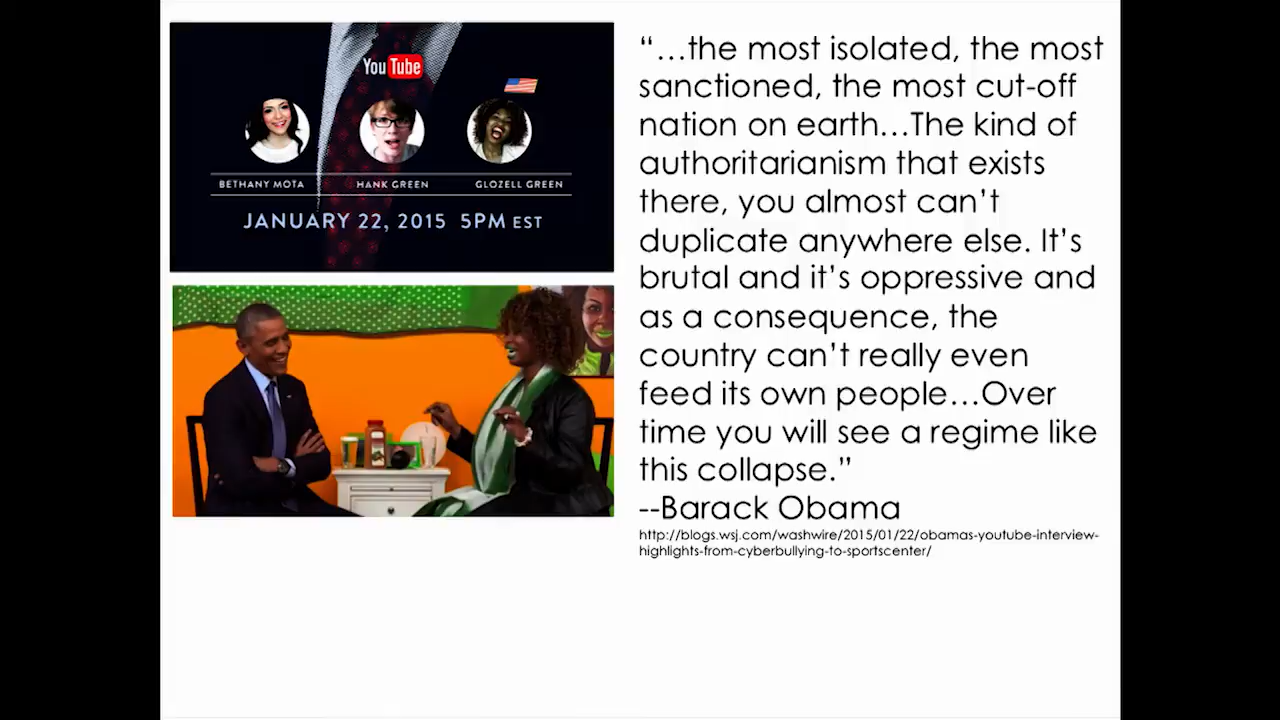 YouTube
BETHANY MOTA
HANK GREEN
GLOZELL GREEN
JANUARY 22, 2015 5PM EST
“…the most isolated, the most
sanctioned, the most cut-off
nation on earth…The kind of
authoritarianism that exists
there, you almost can’t
duplicate anywhere else. It’s
brutal and it’s oppressive and
as a consequence, the
country can’t really even
feed its own people…Over
time you will see a regime like
this collapse.”
--Barack Obama
http://blogs.wsj.com/washwire/2015/01/22/obamas-youtube-interview-
highlights-from-cyberbullying-to-sportscenter/